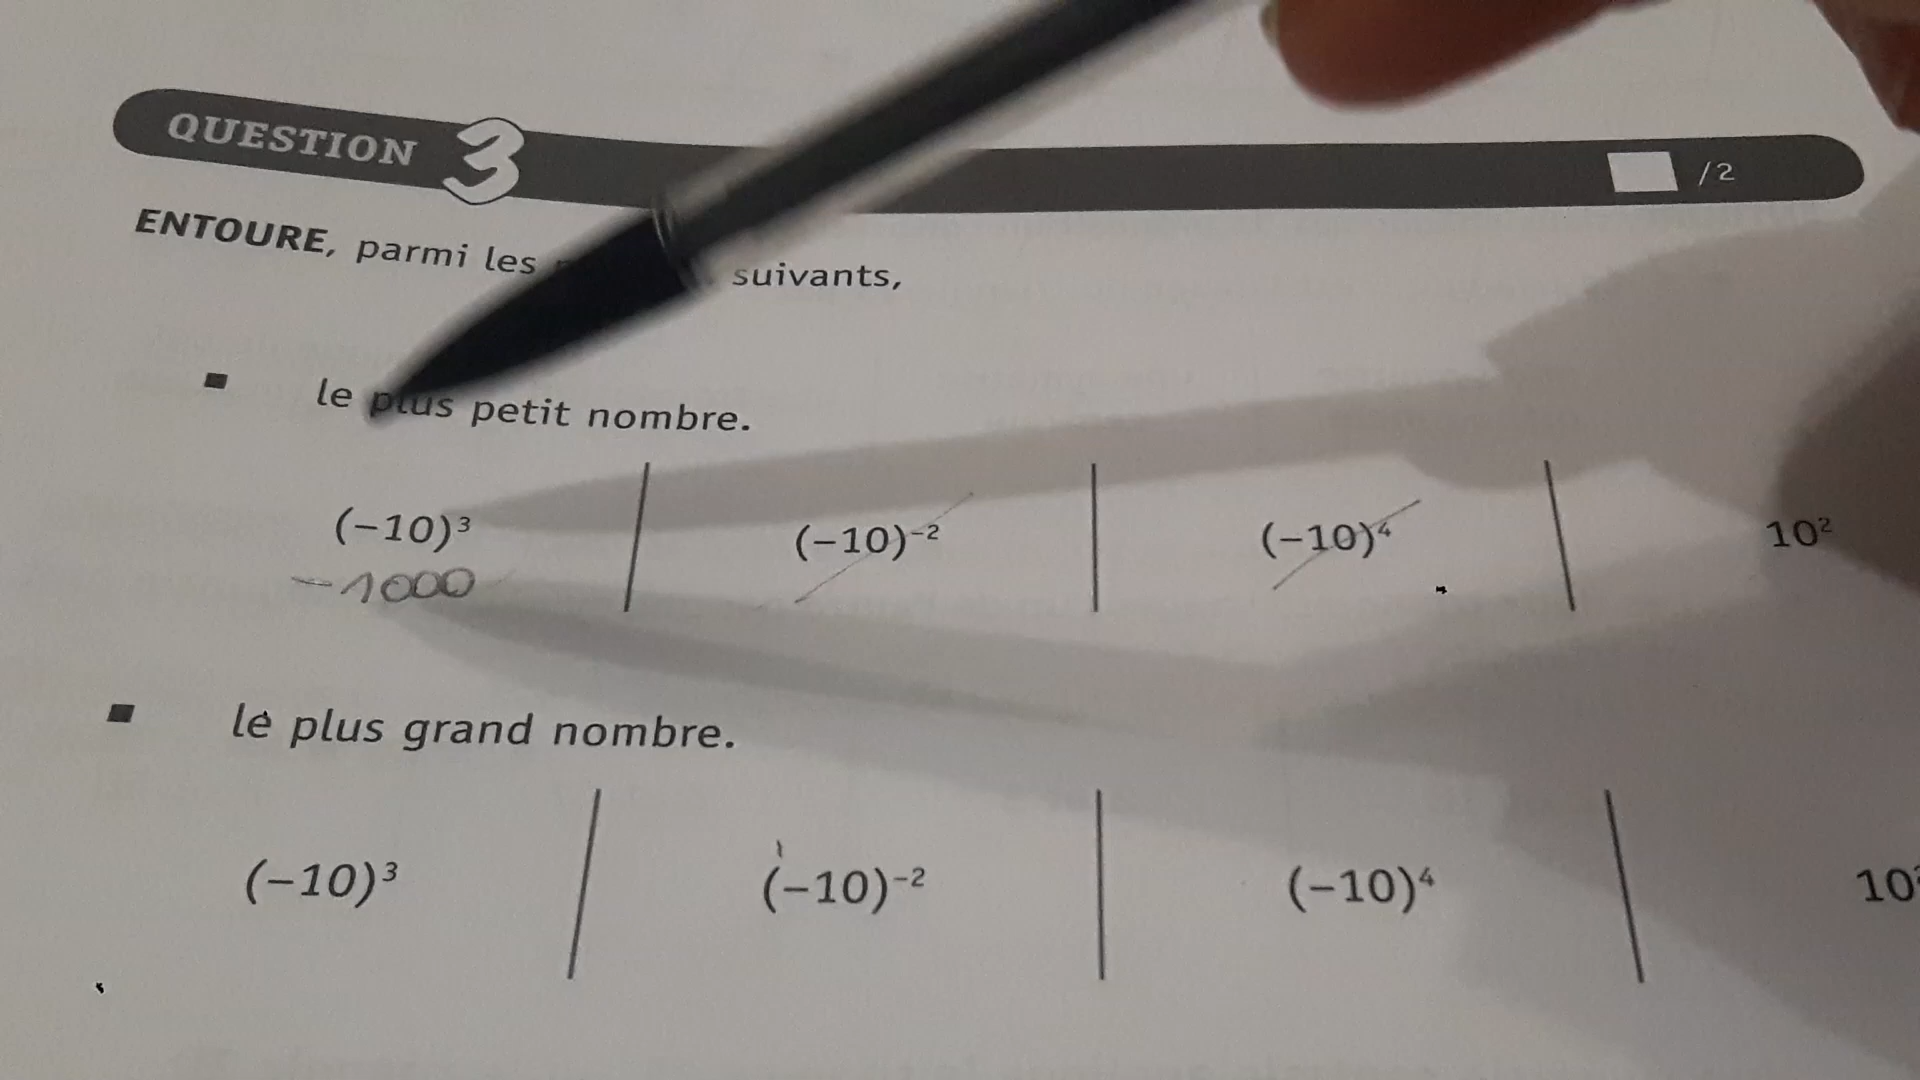 QUESTION 3 /2
ENTOURE, parmi les suivants,
le plus petit nombre.
(−10)³ (−10)⁻² (−10)⁴ 10²
−1000
le plus grand nombre.
(−10)³ (−10)⁻² (−10)⁴ 10